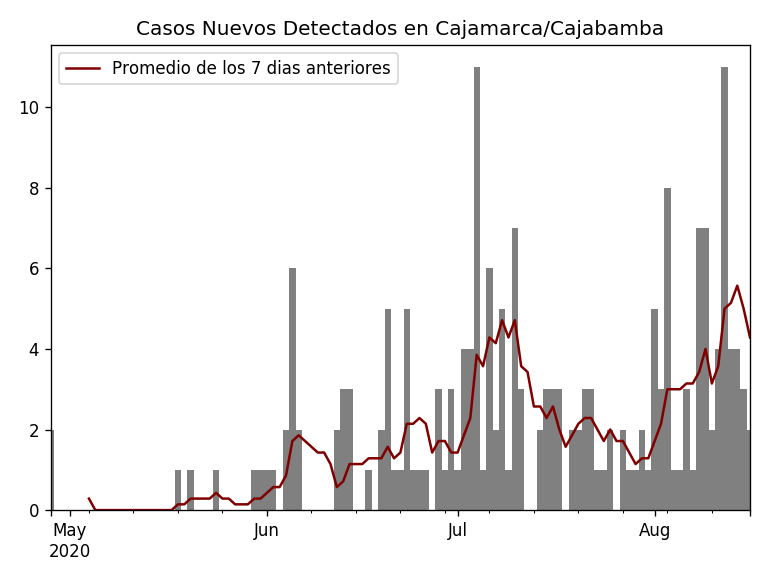 Casos Nuevos Detectados en Cajamarca/Cajabamba
Promedio de los 7 dias anteriores
10
8
6
4
2
0
May Jun Jul Aug
2020